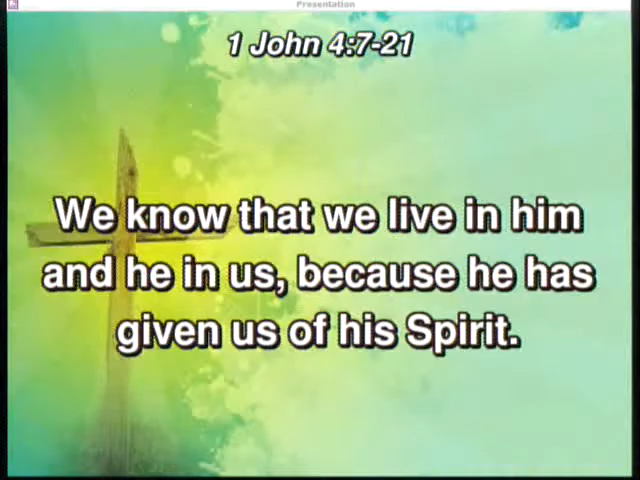 Presentation
1 John 4:7-21
We know that we live in him
and he in us, because he has
given us of his Spirit.